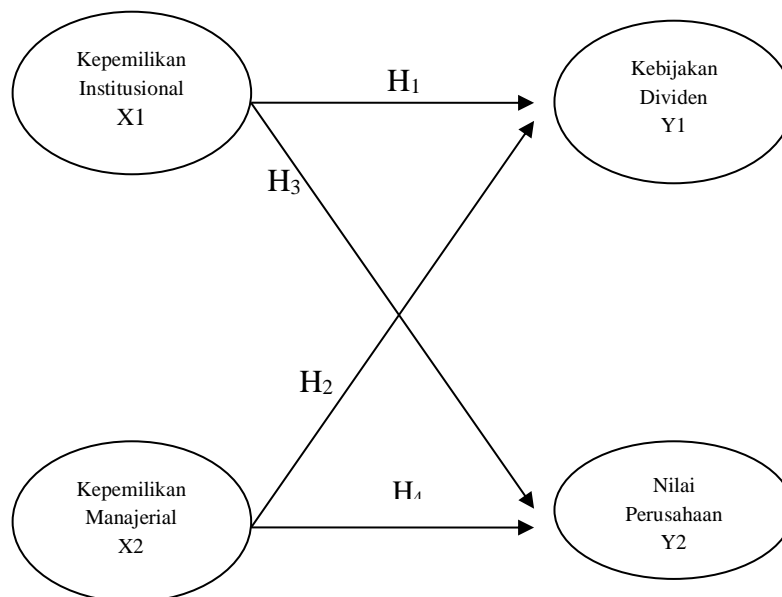 Kepemilikan
Institusional
X1
H1
Kebijakan
Dividen
Y1
H3
H2
Kepemilikan
Manajerial
X2
H4
Nilai
Perusahaan
Y2